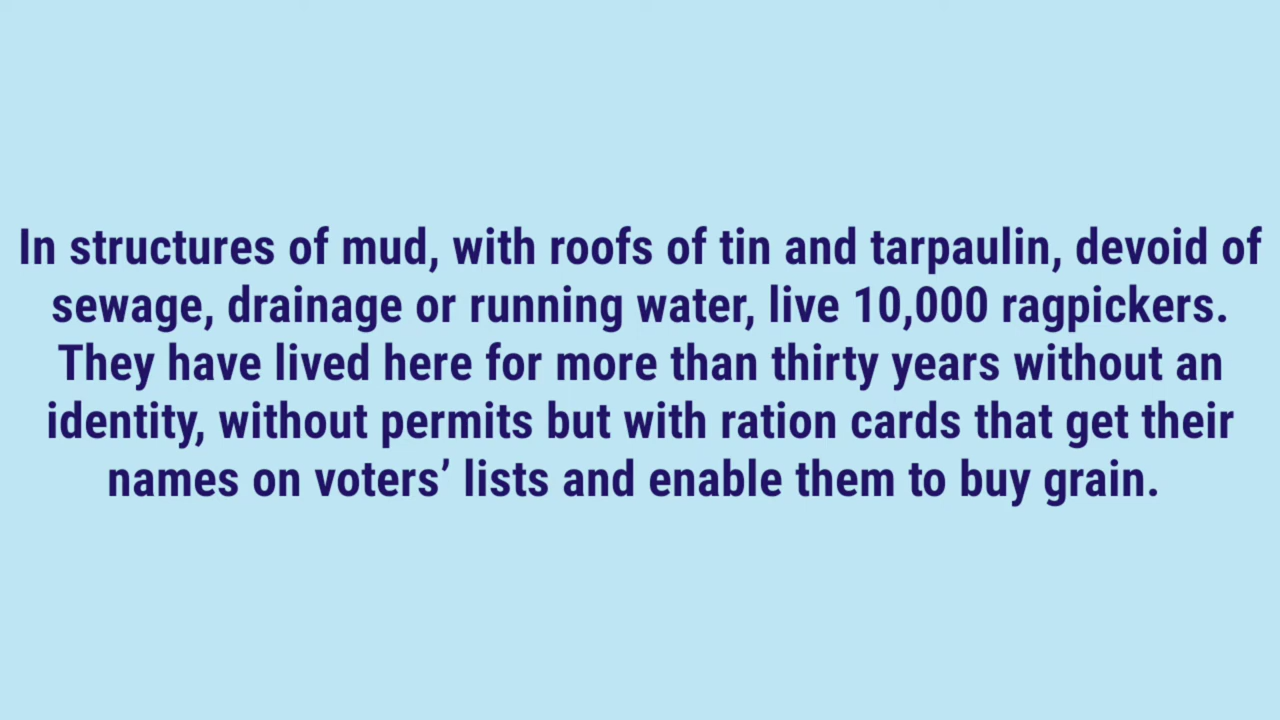 In structures of mud, with roofs of tin and tarpaulin, devoid of
sewage, drainage or running water, live 10,000 ragpickers.
They have lived here for more than thirty years without an
identity, without permits but with ration cards that get their
names on voters’ lists and enable them to buy grain.